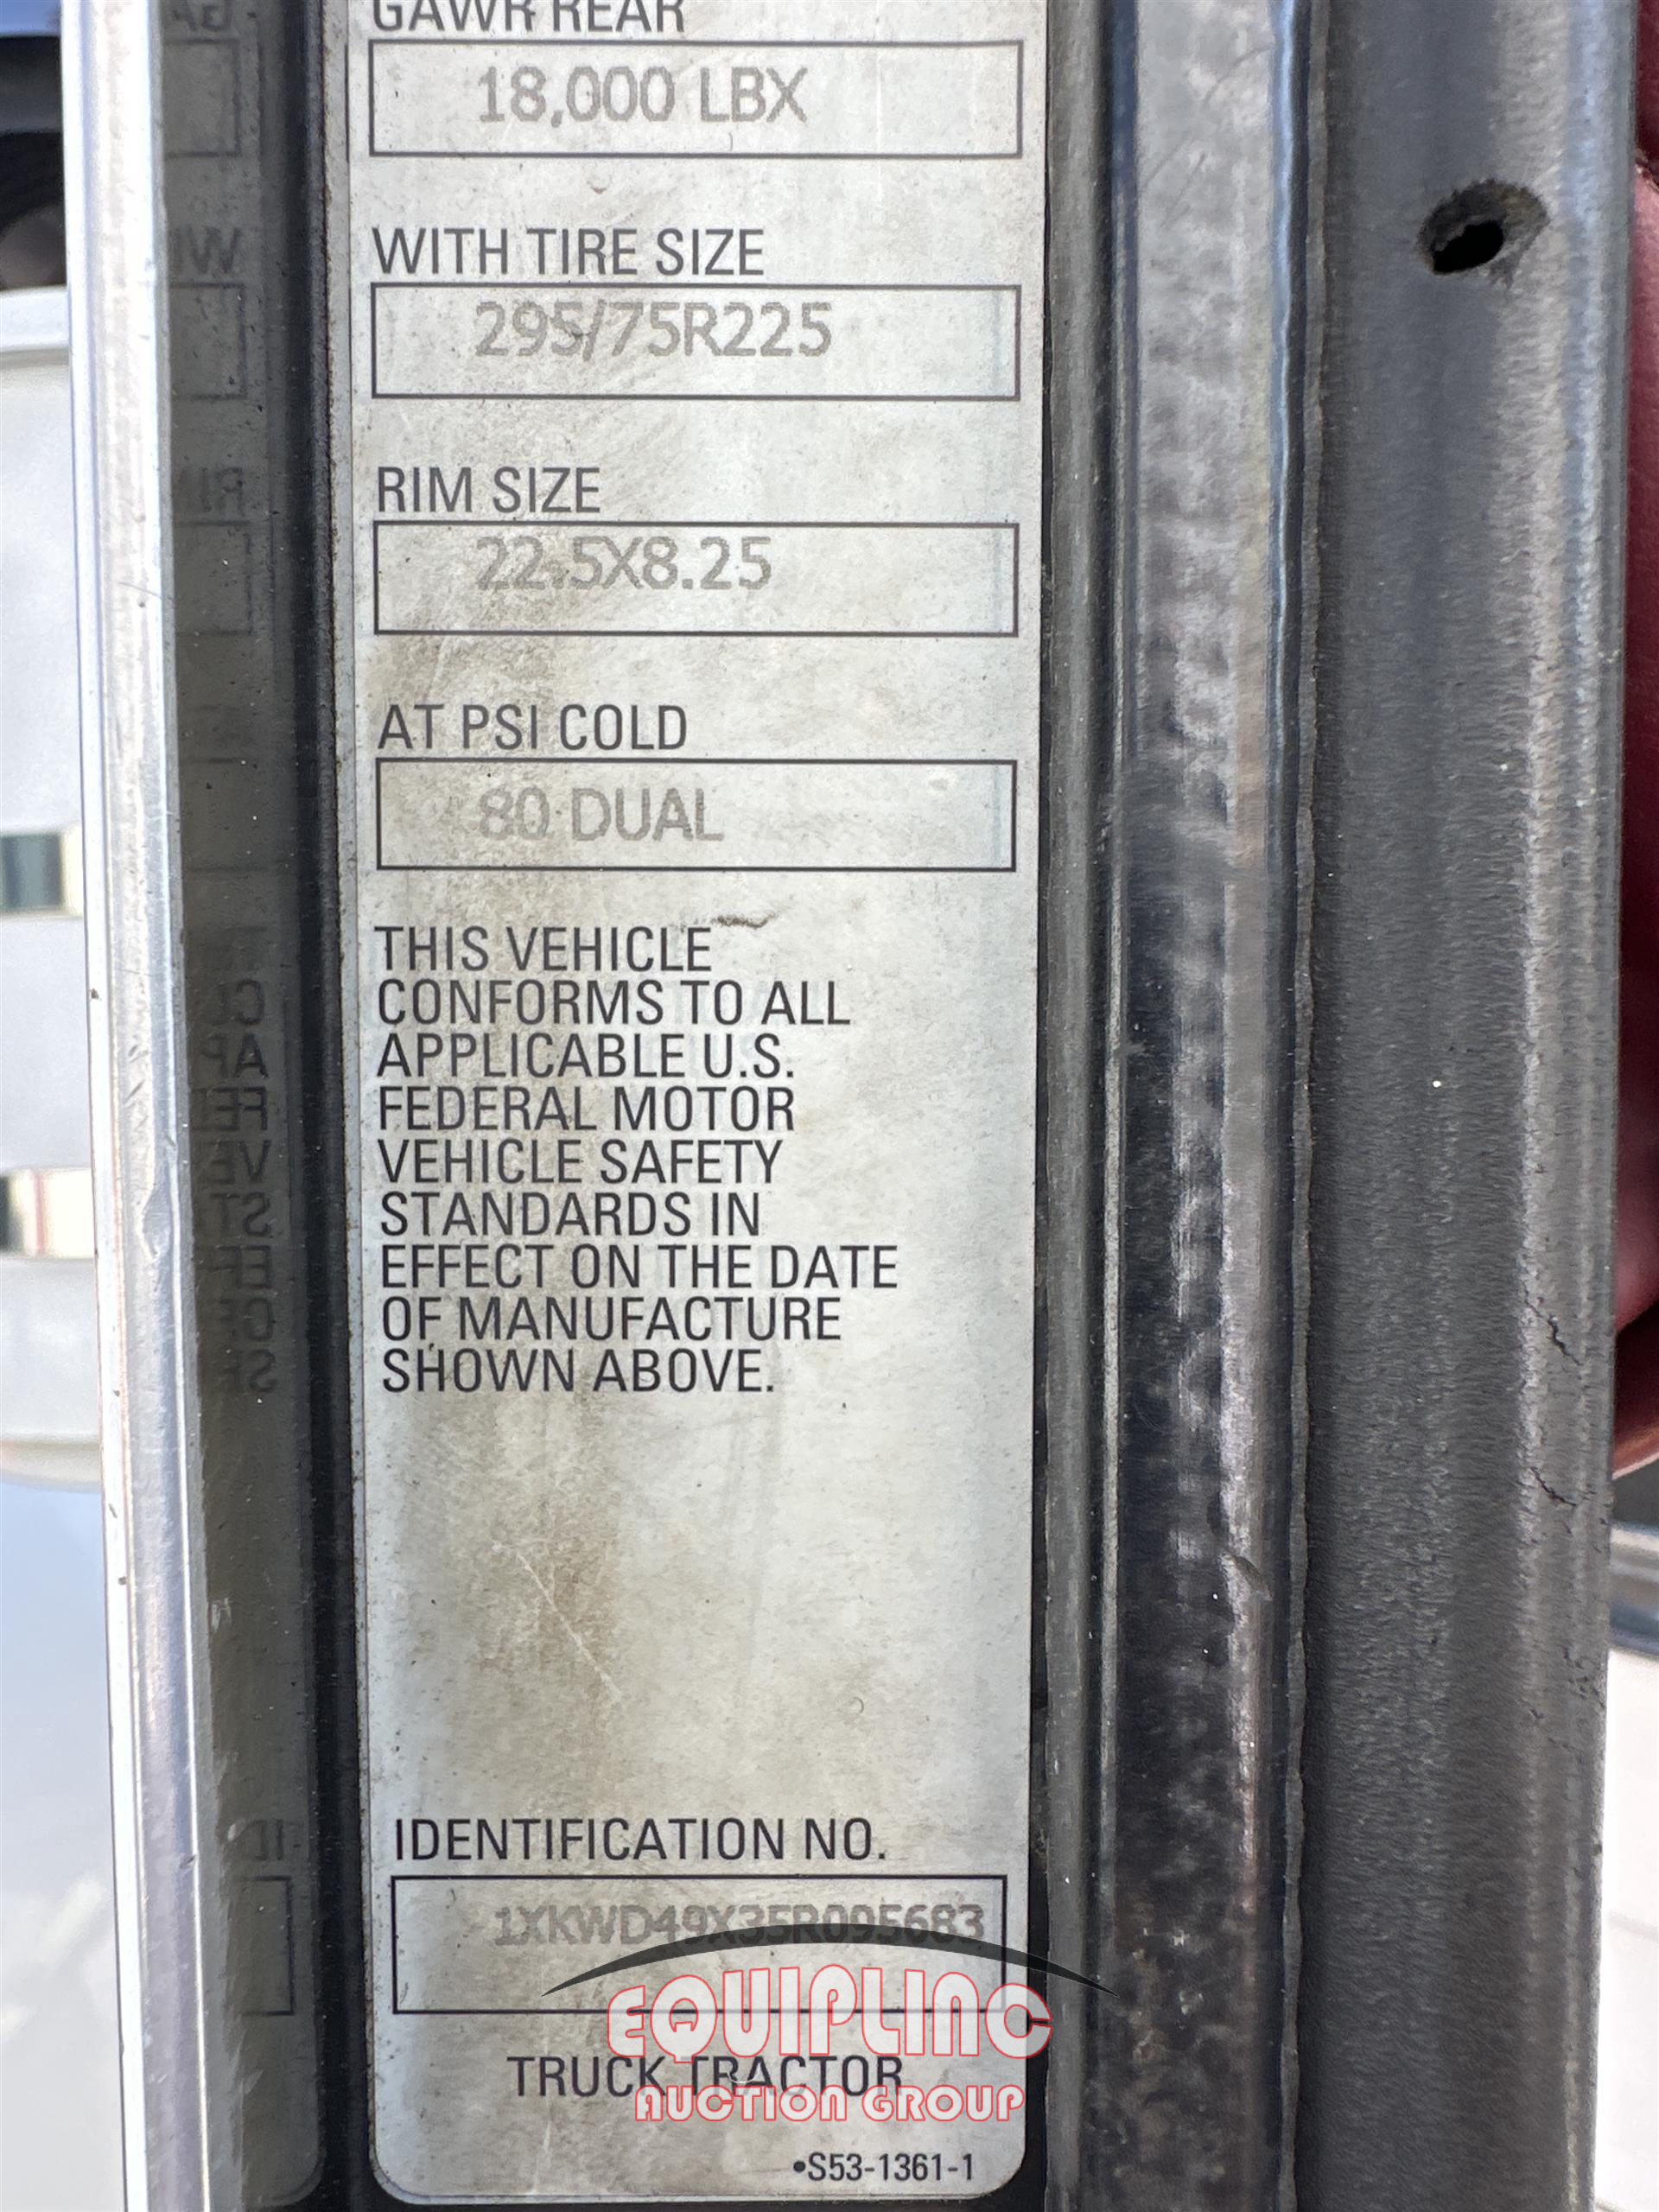 GAWR REAR
18,000 LBX
WITH TIRE SIZE
295/75R225
RIM SIZE
22.5X8.25
AT PSI COLD
80 DUAL
THIS VEHICLE
CONFORMS TO ALL
APPLICABLE U.S.
FEDERAL MOTOR
VEHICLE SAFETY
STANDARDS IN
EFFECT ON THE DATE
OF MANUFACTURE
SHOWN ABOVE.
IDENTIFICATION NO.
1XKWD49X35R095683
EQUIPLINC
TRUCK TRACTOR
AUCTION GROUP
•S53-1361-1